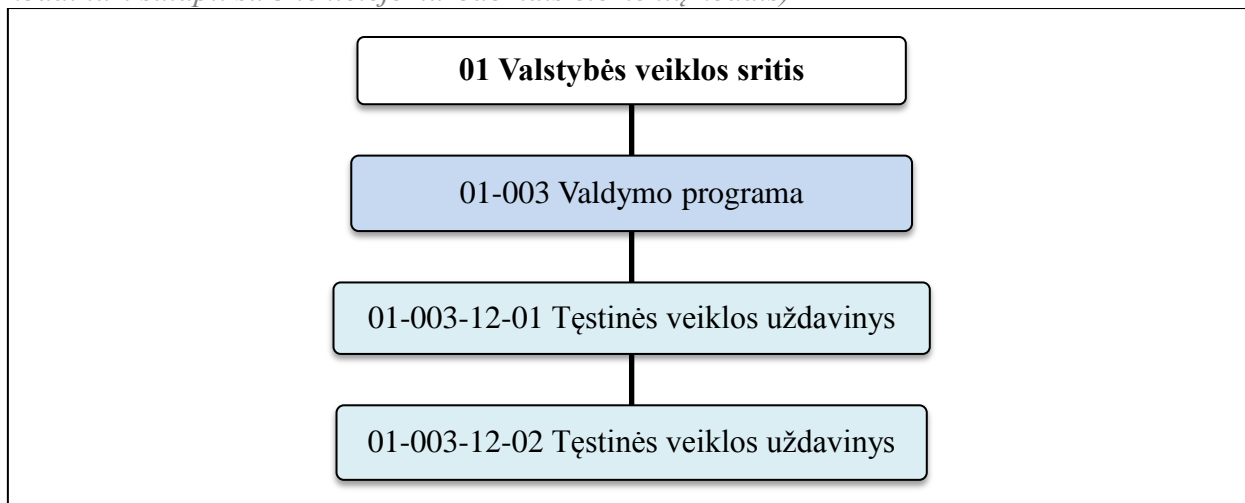 01 Valstybės veiklos sritis
01-003 Valdymo programa
01-003-12-01 Tęstinės veiklos uždavinys
01-003-12-02 Tęstinės veiklos uždavinys